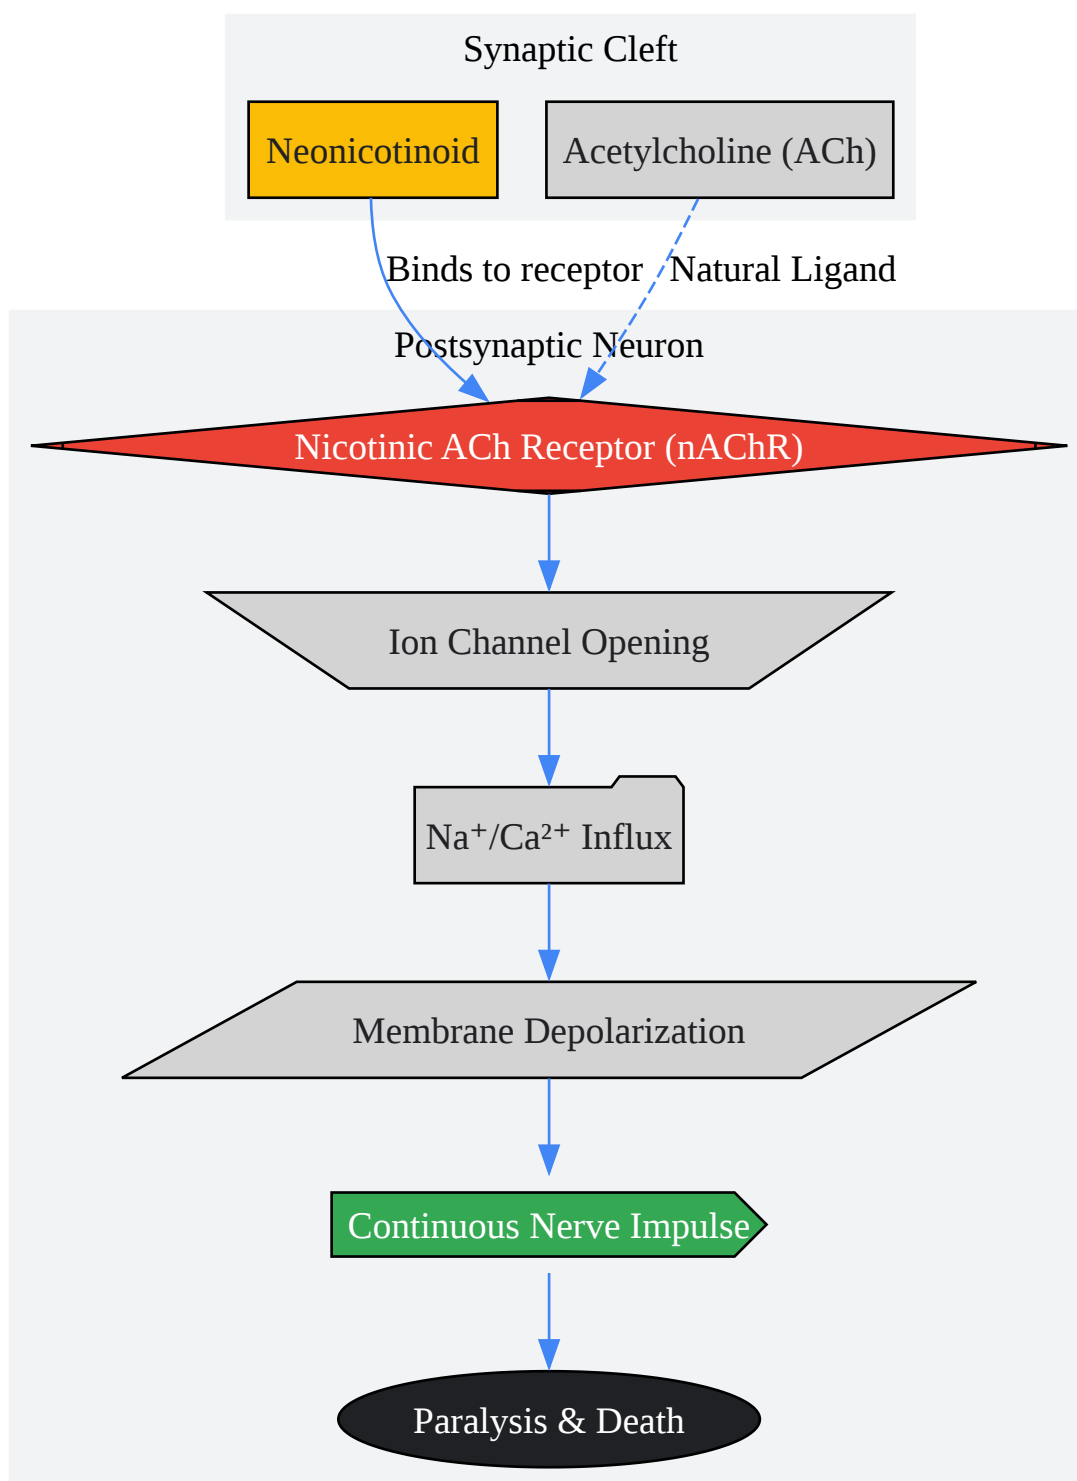 Synaptic Cleft
Neonicotinoid
Acetylcholine (ACh)
Binds to receptor
Natural Ligand
Postsynaptic Neuron
Nicotinic ACh Receptor (nAChR)
Ion Channel Opening
Na⁺/Ca²⁺ Influx
Membrane Depolarization
Continuous Nerve Impulse
Paralysis & Death